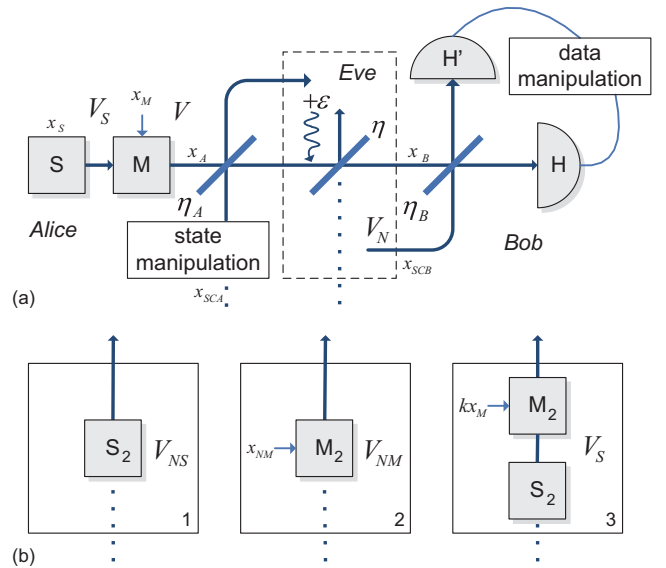 H'
data
manipulation
Eve
+ε
η
x_S
V_S
x_M
V
S
M
x_A
x_B
H
η_A
η_B
Alice
state
manipulation
V_N
x_SCB
Bob
x_SCA
(a)
S_2
V_NS
1
x_NM
M_2
V_NM
2
kx_M
M_2
V_S
S_2
3
(b)